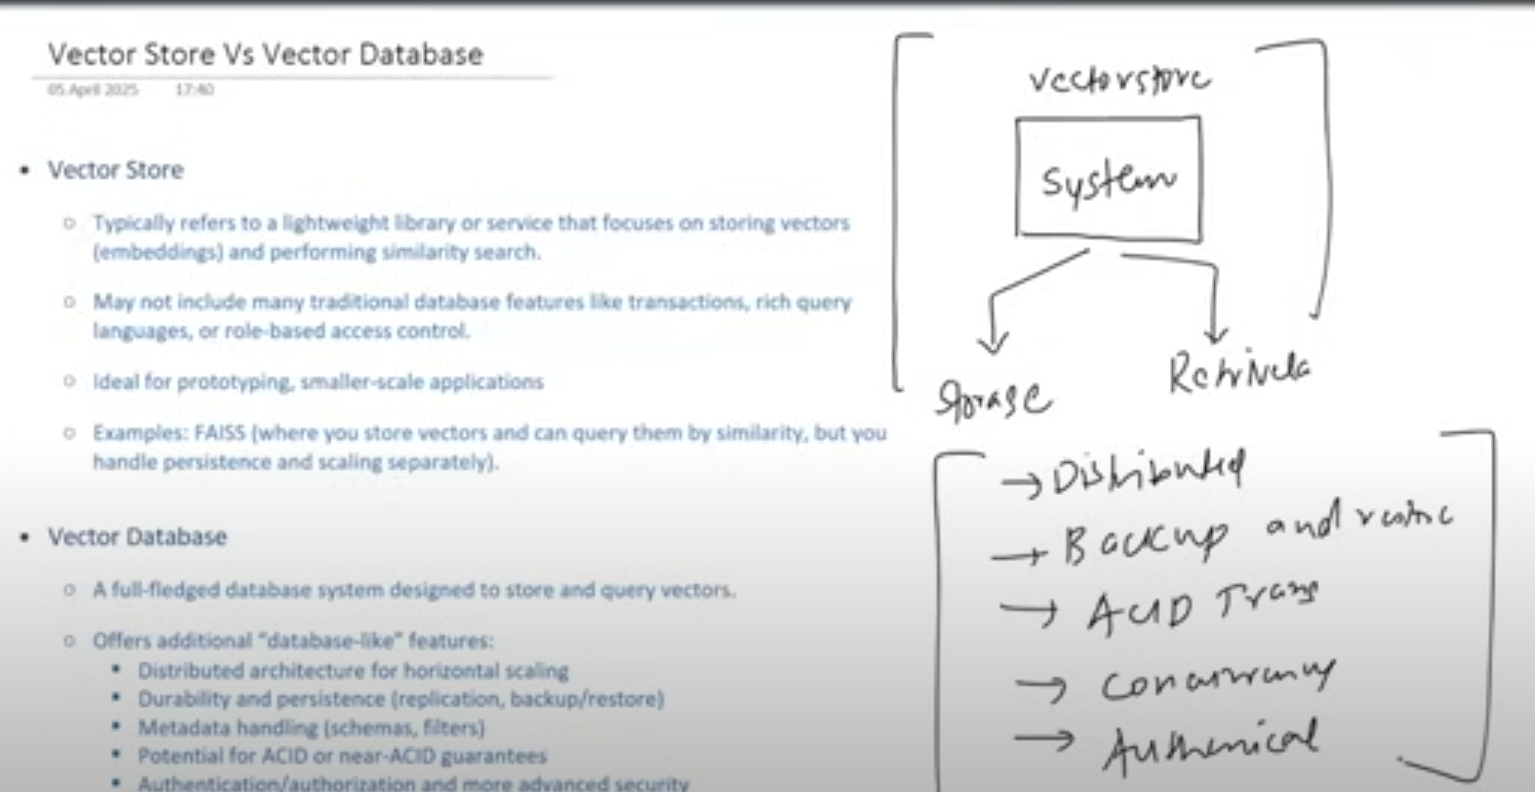 Vector Store Vs Vector Database
05 April 2025 17:40
• Vector Store
○ Typically refers to a lightweight library or service that focuses on storing vectors
(embeddings) and performing similarity search.
○ May not include many traditional database features like transactions, rich query
languages, or role-based access control.
○ Ideal for prototyping, smaller-scale applications
○ Examples: FAISS (where you store vectors and can query them by similarity, but you
handle persistence and scaling separately).
• Vector Database
○ A full-fledged database system designed to store and query vectors.
○ Offers additional “database-like” features:
▪ Distributed architecture for horizontal scaling
▪ Durability and persistence (replication, backup/restore)
▪ Metadata handling (schemas, filters)
▪ Potential for ACID or near-ACID guarantees
▪ Authentication/authorization and more advanced security
vectorstore
System
Storage
→ Distributed
→ Backup and restore
→ ACID Trans
→ Concurrency